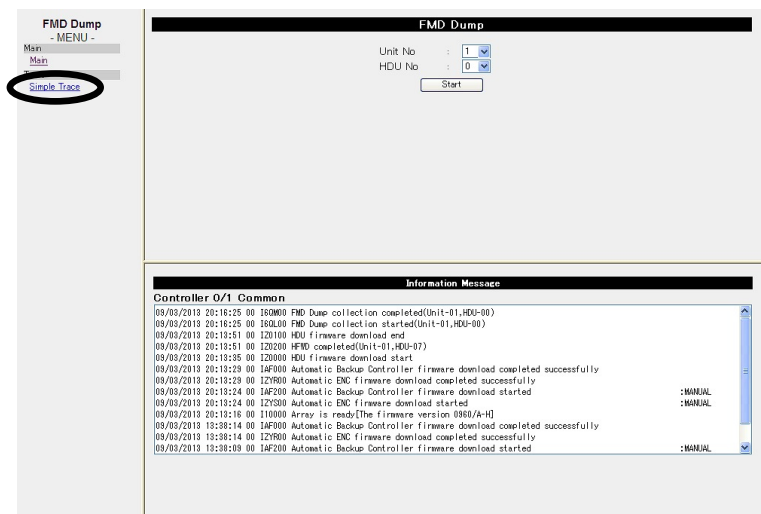 FMD Dump
- MENU -
Main
Main
Simple Trace
FMD Dump
Unit No : 1
HDU No : 0
Start
Information Message
Controller 0/1 Common
09/03/2013 20:16:25 00 I6QM00 FMD Dump collection completed(Unit-01,HDU-00)
09/03/2013 20:16:25 00 I6QL00 FMD Dump collection started(Unit-01,HDU-00)
09/03/2013 20:13:51 00 IZ0100 HDU firmware download end
09/03/2013 20:13:51 00 IZ0200 HFWD completed(Unit-01,HDU-07)
09/03/2013 20:13:35 00 IZ0000 HDU firmware download start
09/03/2013 20:13:29 00 IAF000 Automatic Backup Controller firmware download completed successfully
09/03/2013 20:13:29 00 IZYR00 Automatic ENC firmware download completed successfully
09/03/2013 20:13:24 00 IAF200 Automatic Backup Controller firmware download started :MANUAL
09/03/2013 20:13:24 00 IZYS00 Automatic ENC firmware download started :MANUAL
09/03/2013 20:13:16 00 I10000 Array is ready[The firmware version 0960/A-H]
09/03/2013 13:38:14 00 IAF000 Automatic Backup Controller firmware download completed successfully
09/03/2013 13:38:14 00 IZYR00 Automatic ENC firmware download completed successfully
09/03/2013 13:38:09 00 IAF200 Automatic Backup Controller firmware download started :MANUAL